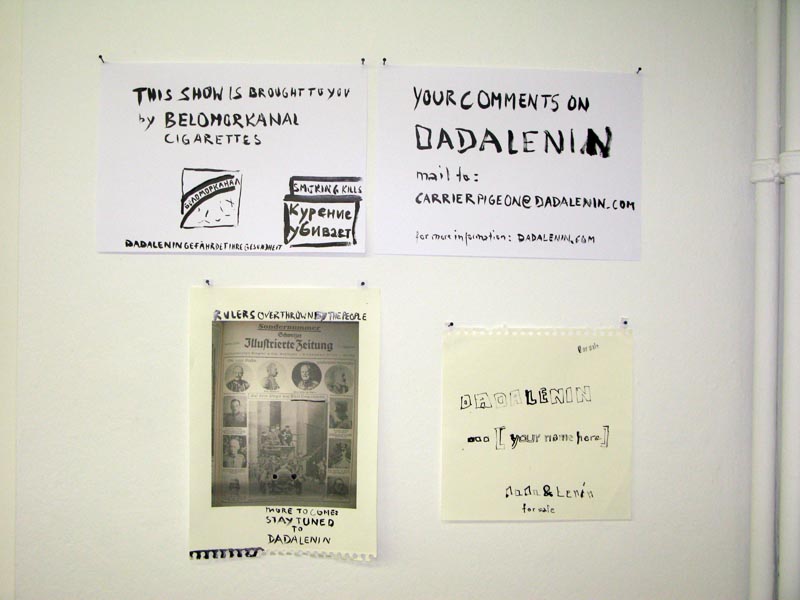 THIS SHOW IS BROUGHT TO YOU
by BELOMORKANAL
CIGARETTES
БЕЛОМОРКАНАЛ
SMOKING KILLS
Курение
убивает
DADALENIN GEFÄHRDET IHRE GESUNDHEIT
YOUR COMMENTS ON
DADALENIN
mail to:
CARRIERPIGEON@DADALENIN.COM
for more information: DADALENIN.COM
RULERS OVERTHROWN BY THE PEOPLE
Sondernummer
Schweizer
Illustrierte Zeitung
MORE TO COME:
STAY TUNED
TO
DADALENIN
For sale
DADALENIN
[your name here]
dada & Lenin
for sale